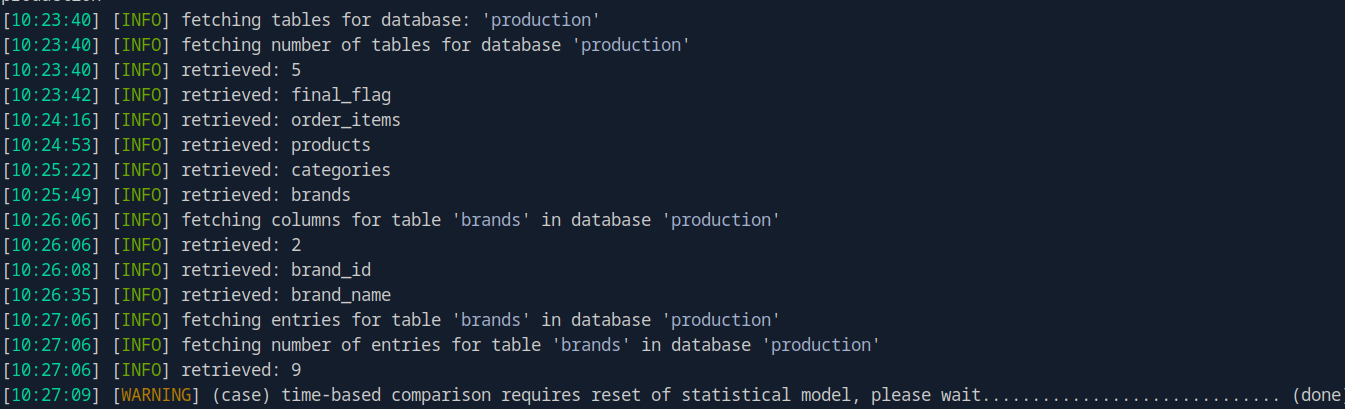 production
[10:23:40] [INFO] fetching tables for database: 'production'
[10:23:40] [INFO] fetching number of tables for database 'production'
[10:23:40] [INFO] retrieved: 5
[10:23:42] [INFO] retrieved: final_flag
[10:24:16] [INFO] retrieved: order_items
[10:24:53] [INFO] retrieved: products
[10:25:22] [INFO] retrieved: categories
[10:25:49] [INFO] retrieved: brands
[10:26:06] [INFO] fetching columns for table 'brands' in database 'production'
[10:26:06] [INFO] retrieved: 2
[10:26:08] [INFO] retrieved: brand_id
[10:26:35] [INFO] retrieved: brand_name
[10:27:06] [INFO] fetching entries for table 'brands' in database 'production'
[10:27:06] [INFO] fetching number of entries for table 'brands' in database 'production'
[10:27:06] [INFO] retrieved: 9
[10:27:09] [WARNING] (case) time-based comparison requires reset of statistical model, please wait.............................. (done